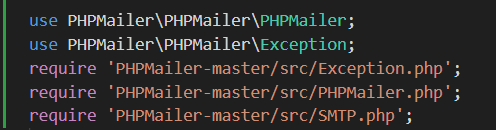 use PHPMailer\PHPMailer\PHPMailer;
use PHPMailer\PHPMailer\Exception;
require 'PHPMailer-master/src/Exception.php';
require 'PHPMailer-master/src/PHPMailer.php';
require 'PHPMailer-master/src/SMTP.php';